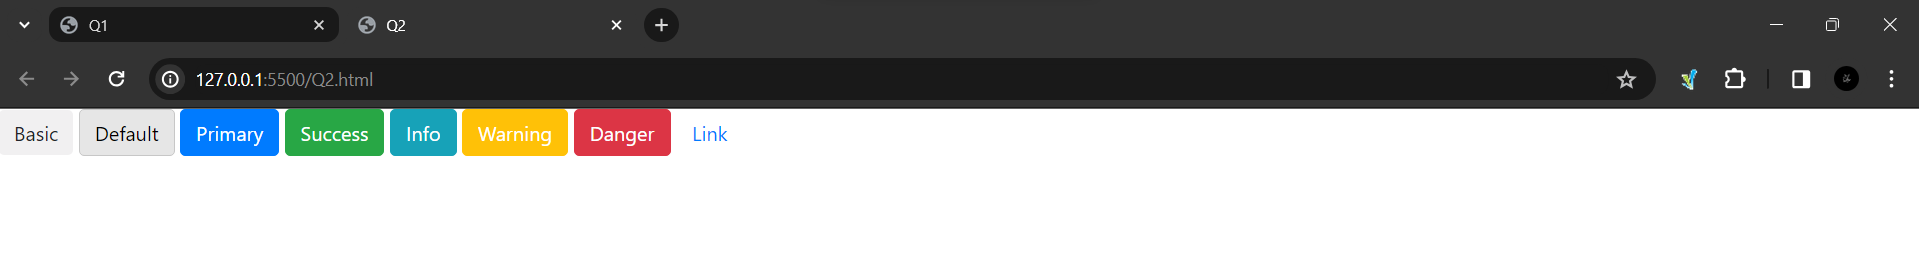 Q1 Q2
127.0.0.1:5500/Q2.html
Basic Default Primary Success Info Warning Danger Link